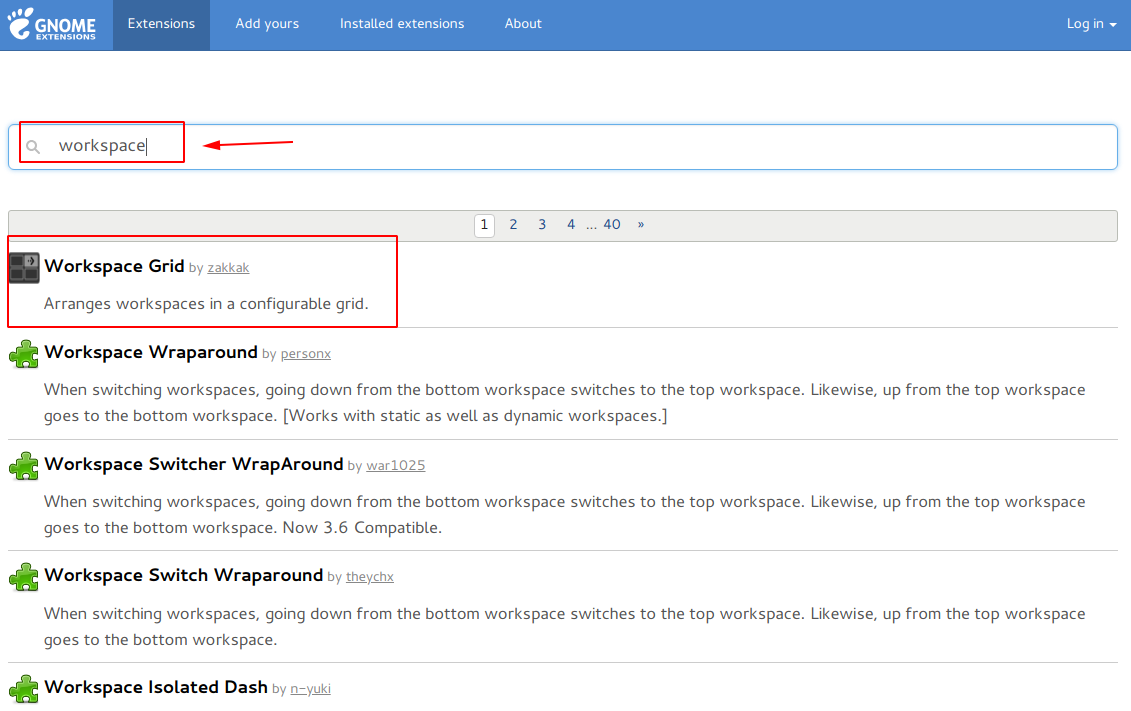 GNOME
EXTENSIONS
Extensions
Add yours
Installed extensions
About
Log in
workspace
1 2 3 4 ... 40 »
Workspace Grid by zakkak
Arranges workspaces in a configurable grid.
Workspace Wraparound by personx
When switching workspaces, going down from the bottom workspace switches to the top workspace. Likewise, up from the top workspace
goes to the bottom workspace. [Works with static as well as dynamic workspaces.]
Workspace Switcher WrapAround by war1025
When switching workspaces, going down from the bottom workspace switches to the top workspace. Likewise, up from the top workspace
goes to the bottom workspace. Now 3.6 Compatible.
Workspace Switch Wraparound by theychx
When switching workspaces, going down from the bottom workspace switches to the top workspace. Likewise, up from the top workspace
goes to the bottom workspace.
Workspace Isolated Dash by n-yuki